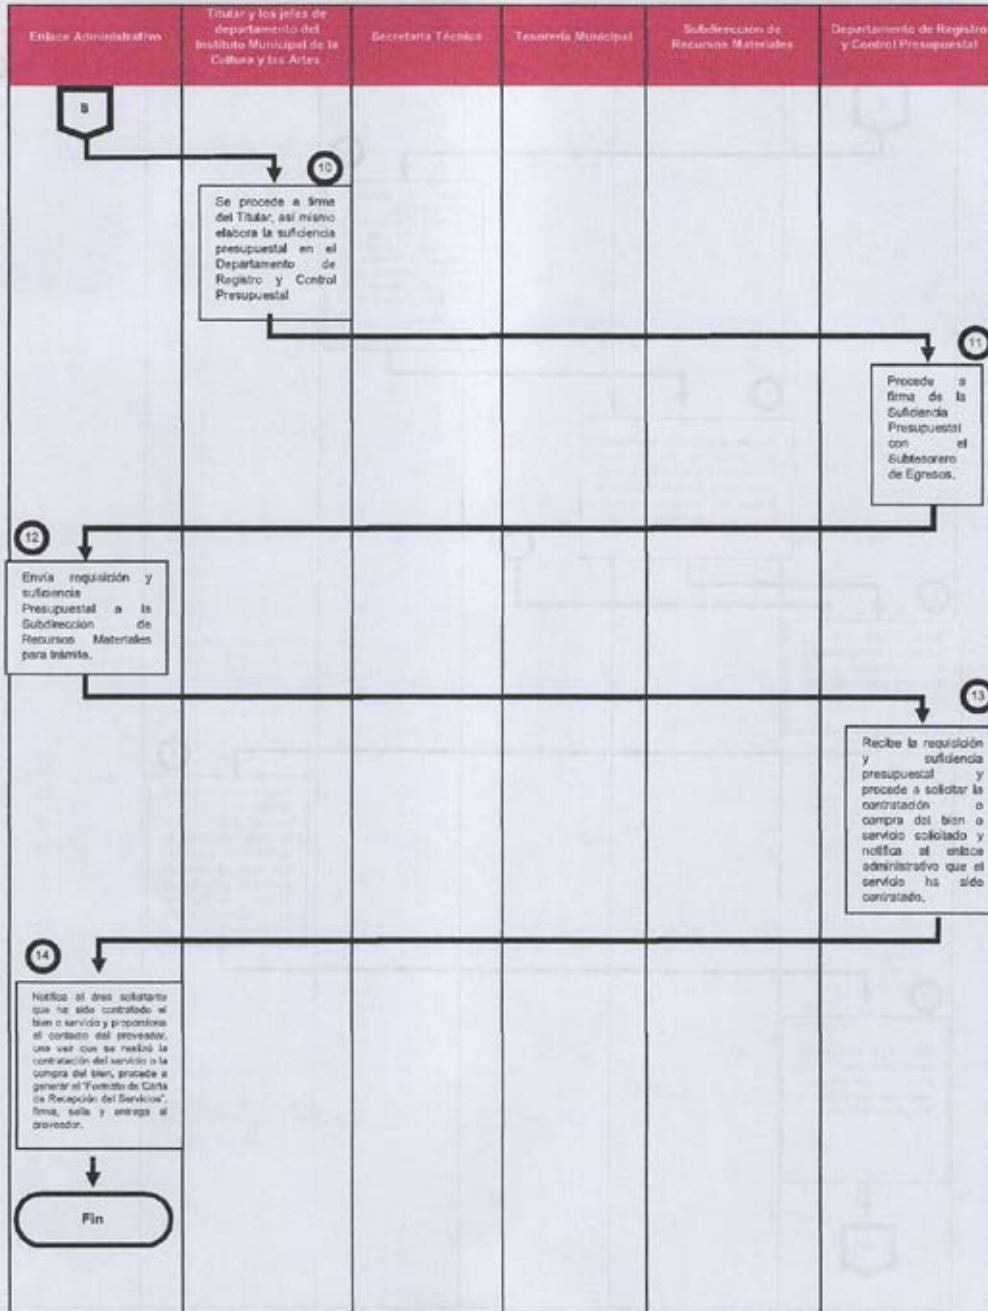 Enlace Administrativo
Titular y los jefes de
departamento del
Instituto Municipal de la
Cultura y las Artes
Secretaría Técnica
Tesorería Municipal
Subdirección de
Recursos Materiales
Departamento de Registro
y Control Presupuestal
B
10
Se procede a firma
del Titular, así mismo
elabora la suficiencia
presupuestal en el
Departamento de
Registro y Control
Presupuestal
11
Procede a
firma de la
Suficiencia
Presupuestal
con el
Subtesorero
de Egresos.
12
Envía requisición y
suficiencia
Presupuestal a la
Subdirección de
Recursos Materiales
para trámite.
13
Recibe la requisición
y suficiencia
presupuestal y
procede a solicitar la
contratación o
compra del bien o
servicio solicitado y
notifica al enlace
administrativo que el
servicio ha sido
contratado.
14
Notifica al área solicitante
que ha sido contratado el
bien o servicio y proporciona
el contacto del proveedor,
una vez que se realizó la
contratación del servicio o la
compra del bien, procede a
generar el "Formato de Carta
de Recepción del Servicios",
firma, sella y entrega al
proveedor.
Fin